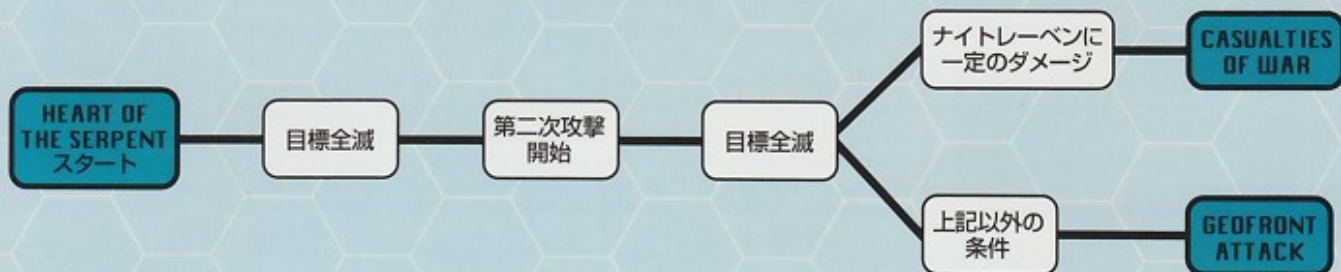 HEART OF
THE SERPENT
スタート
目標全滅
第二次攻撃
開始
目標全滅
ナイトレーベンに
一定のダメージ
CASUALTIES
OF WAR
上記以外の
条件
GEOFRONT
ATTACK